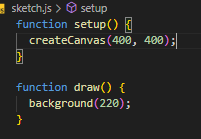 sketch.js > setup
function setup() {
  createCanvas(400, 400);
}

function draw() {
  background(220);
}